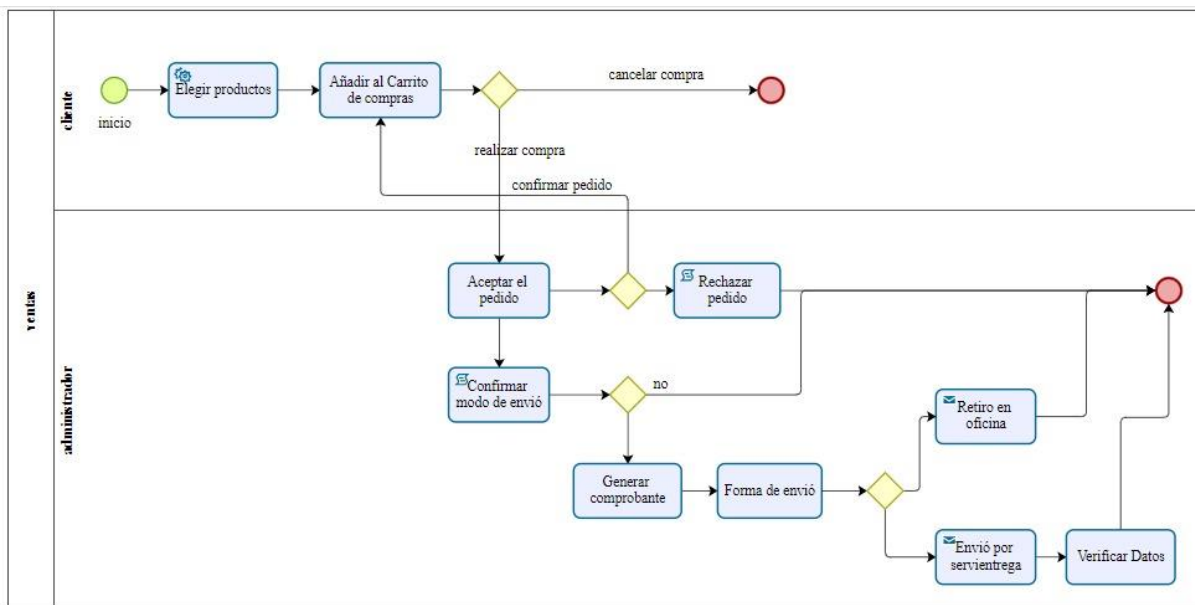 ventas
cliente
inicio
Elegir productos
Añadir al Carrito
de compras
cancelar compra
realizar compra
confirmar pedido
administrador
Aceptar el
pedido
Rechazar
pedido
Confirmar
modo de envió
no
Generar
comprobante
Forma de envió
Retiro en
oficina
Envió por
servientrega
Verificar Datos